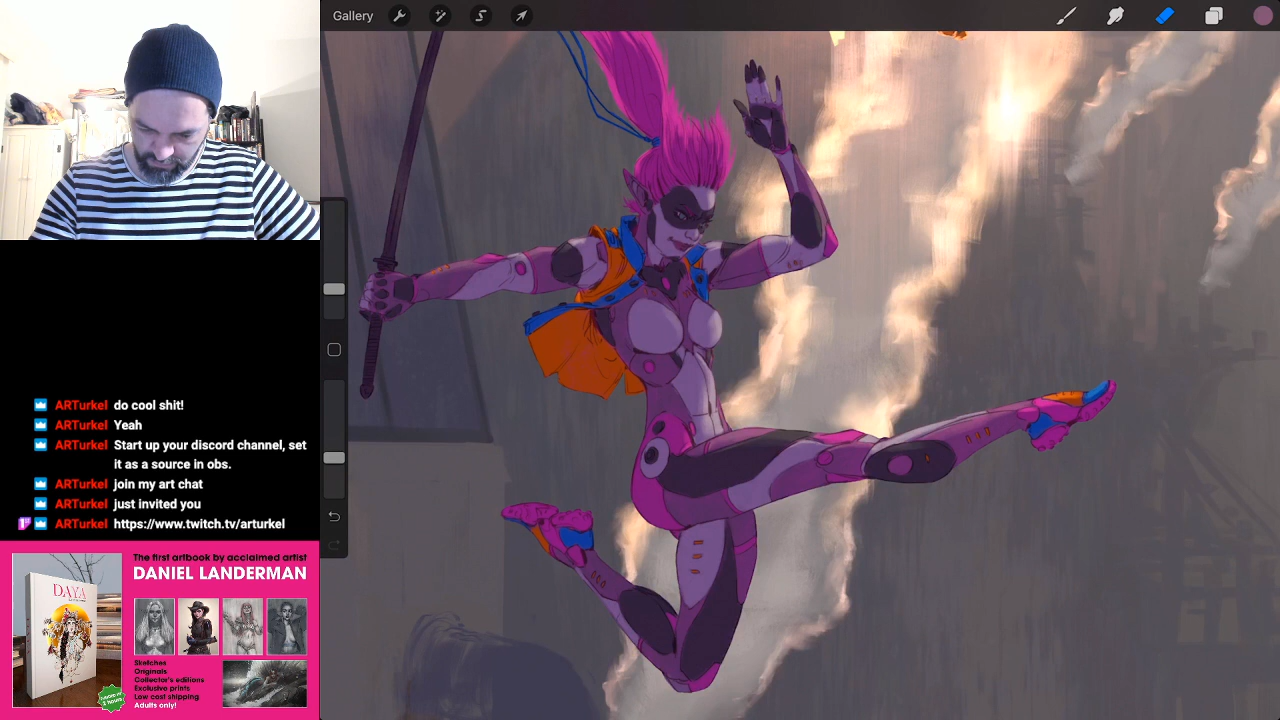 Gallery
ARTurkel do cool shit!
ARTurkel Yeah
ARTurkel Start up your discord channel, set
it as a source in obs.
ARTurkel join my art chat
ARTurkel just invited you
ARTurkel https://www.twitch.tv/arturkel
The first artbook by acclaimed artist
DANIEL LANDERMAN
DAYA
Sketches
Originals
Collector's editions
Exclusive prints
Low cost shipping
Adults only!